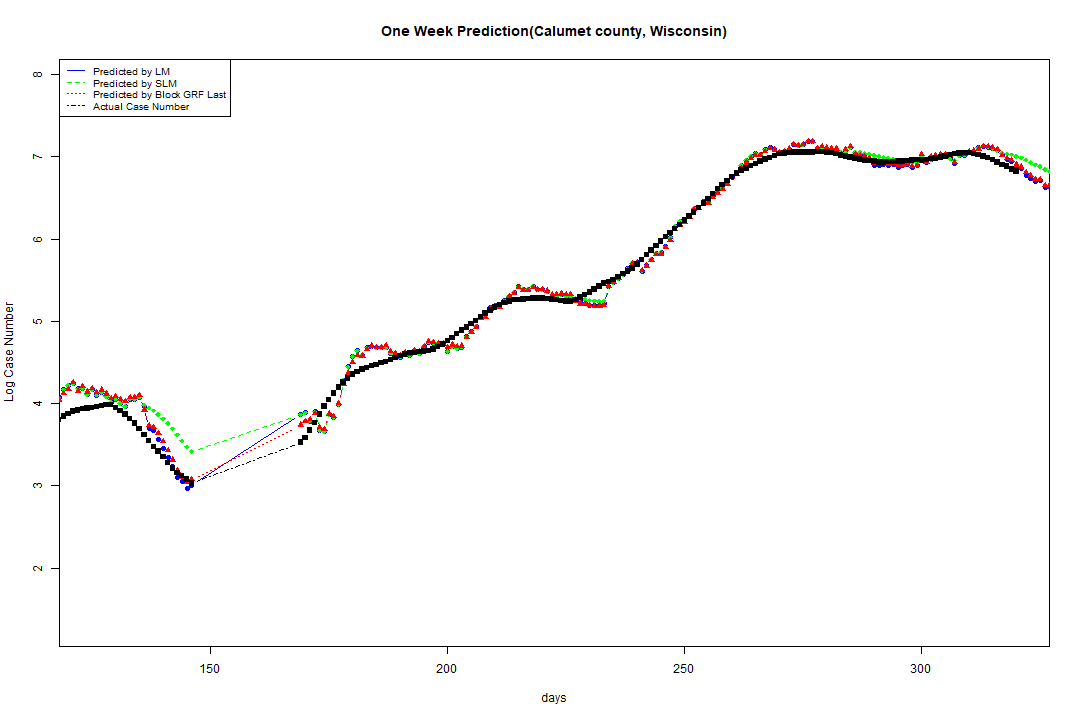 One Week Prediction(Calumet county, Wisconsin)
Predicted by LM
Predicted by SLM
Predicted by Block GRF Last
Actual Case Number
8
7
6
5
4
3
2
Log Case Number
150 200 250 300
days